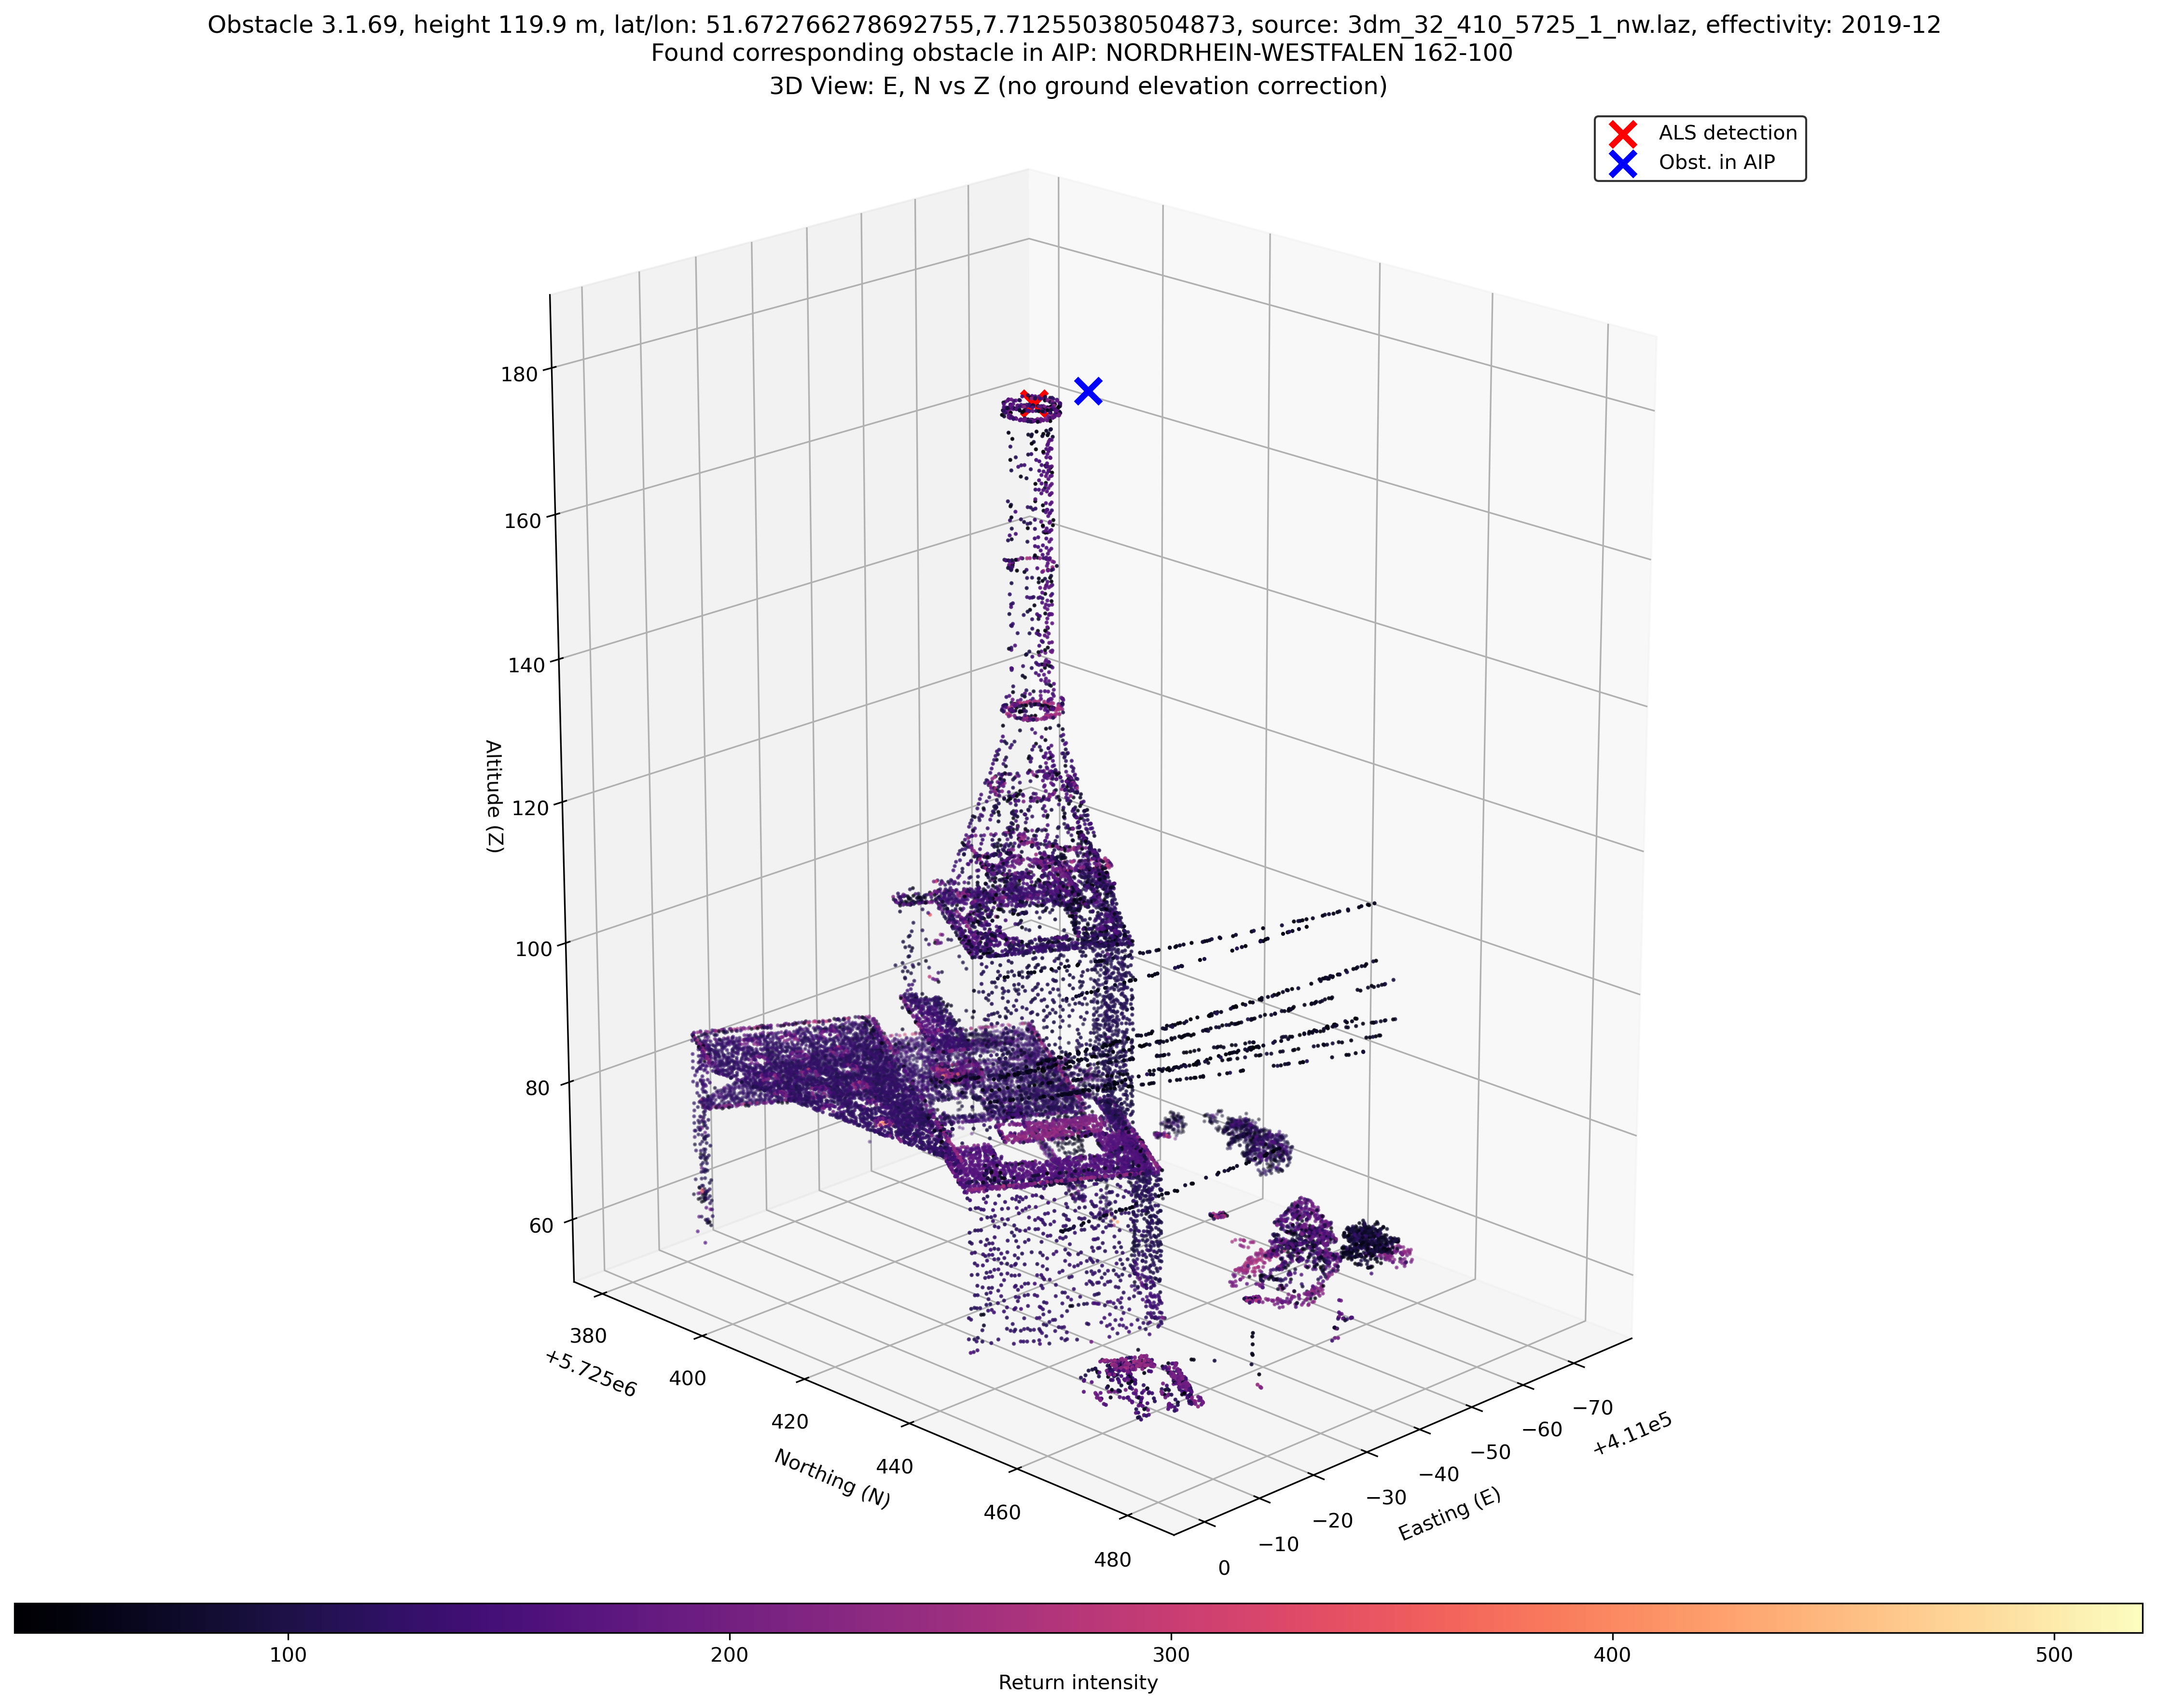 Obstacle 3.1.69, height 119.9 m, lat/lon: 51.672766278692755,7.712550380504873, source: 3dm_32_410_5725_1_nw.laz, effectivity: 2019-12
Found corresponding obstacle in AIP: NORDRHEIN-WESTFALEN 162-100
3D View: E, N vs Z (no ground elevation correction)
ALS detection
Obst. in AIP
180
160
140
120
100
80
60
Altitude (Z)
380
400
420
440
460
480
+5.725e6
Northing (N)
0
−10
−20
−30
−40
−50
−60
−70
+4.11e5
Easting (E)
100
200
300
400
500
Return intensity